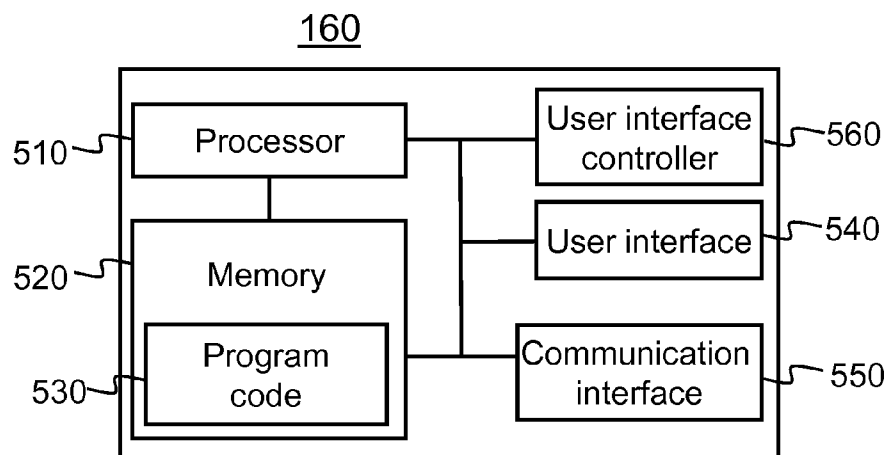 160
Processor
510
Memory
520
Program
code
530
User interface
controller
560
User interface
540
Communication
interface
550